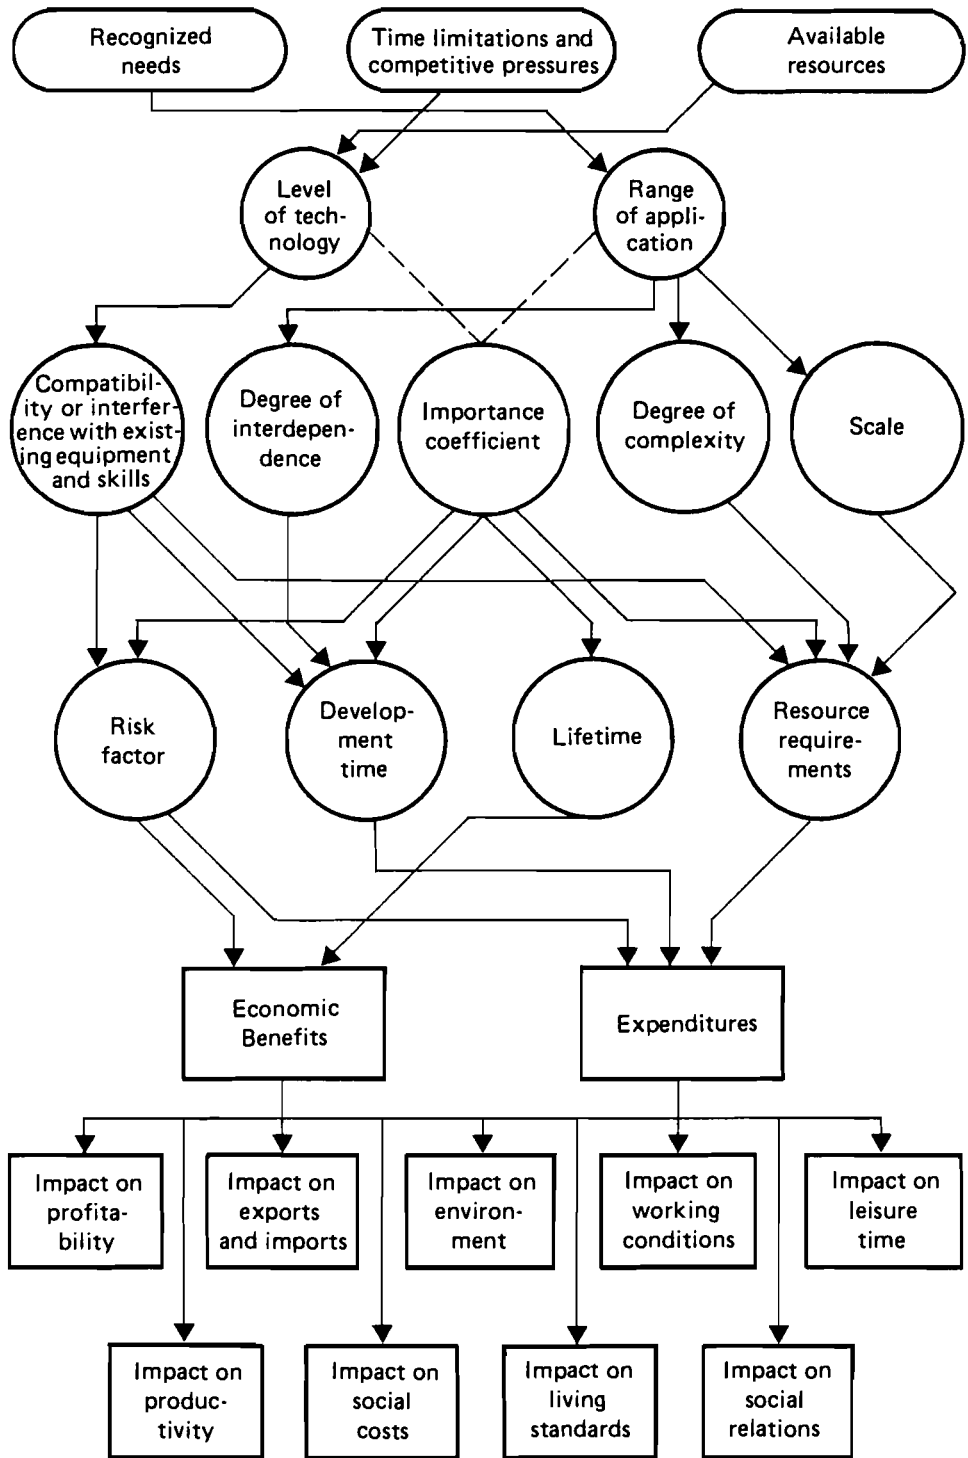 Recognized
needs
Time limitations and
competitive pressures
Available
resources
Level
of tech-
nology
Range
of appli-
cation
Compatibil-
ity or interfer-
ence with exist-
ing equipment
and skills
Degree of
interdepen-
dence
Importance
coefficient
Degree of
complexity
Scale
Risk
factor
Develop-
ment
time
Lifetime
Resource
require-
ments
Economic
Benefits
Expenditures
Impact on
profita-
bility
Impact on
exports
and imports
Impact on
environ-
ment
Impact on
working
conditions
Impact on
leisure
time
Impact on
produc-
tivity
Impact on
social
costs
Impact on
living
standards
Impact on
social
relations